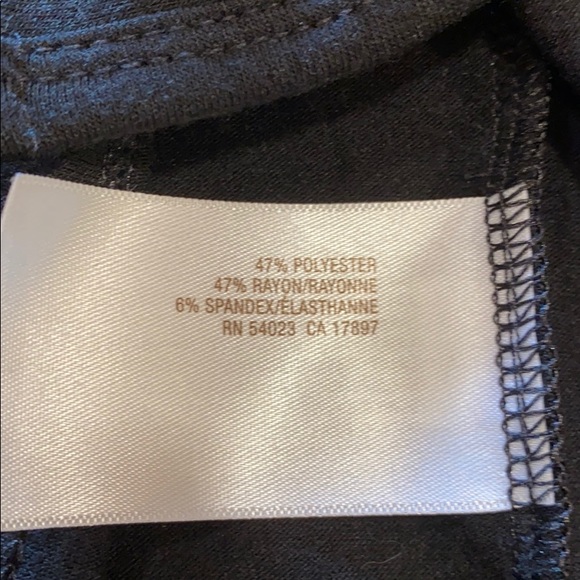 47% POLYESTER
47% RAYON/RAYONNE
6% SPANDEX/ÉLASTHANNE
RN 54023 CA 17897